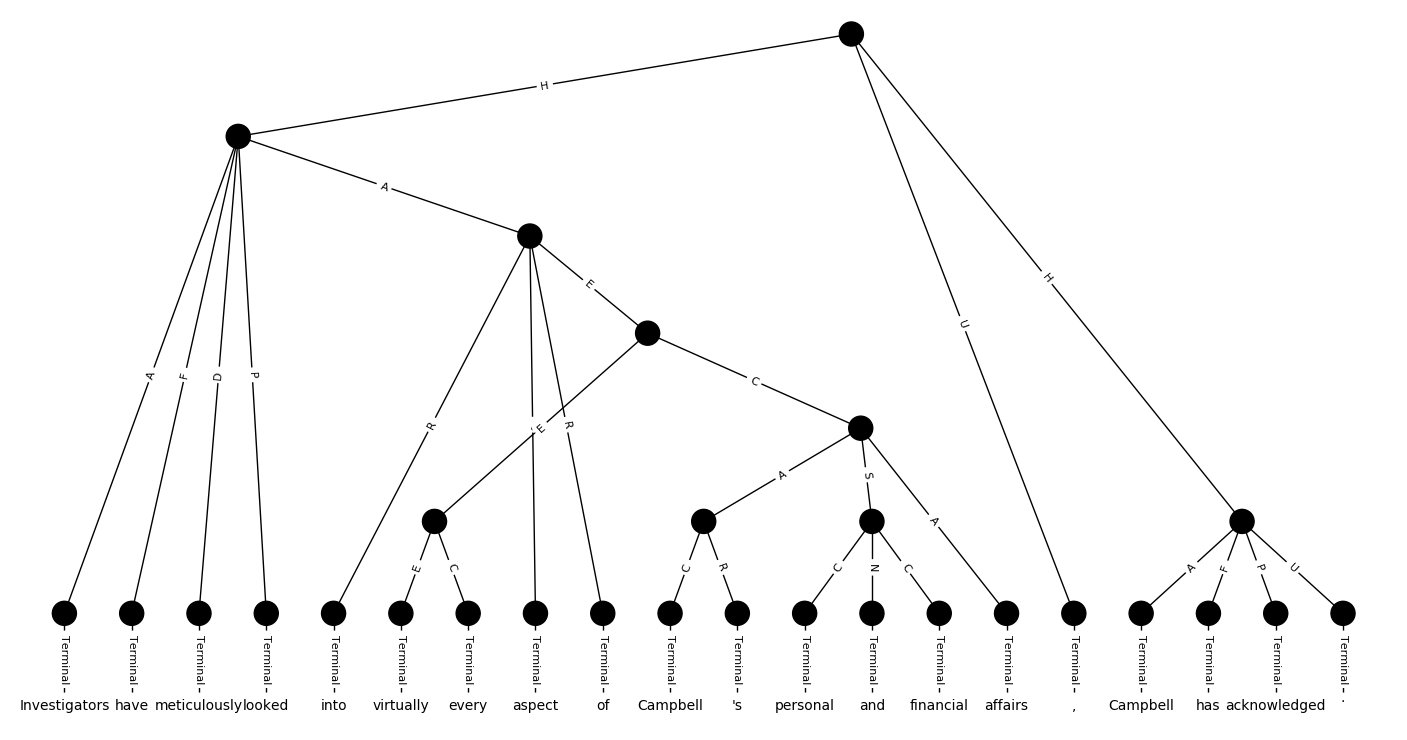 H
A
H
E
U
A F D P
C
R E R
A S
A
E C C R C N C A F P U
Terminal Terminal Terminal Terminal Terminal Terminal Terminal Terminal Terminal Terminal Terminal Terminal Terminal Terminal Terminal Terminal Terminal Terminal Terminal Terminal
Investigators have meticulously looked into virtually every aspect of Campbell 's personal and financial affairs , Campbell has acknowledged .